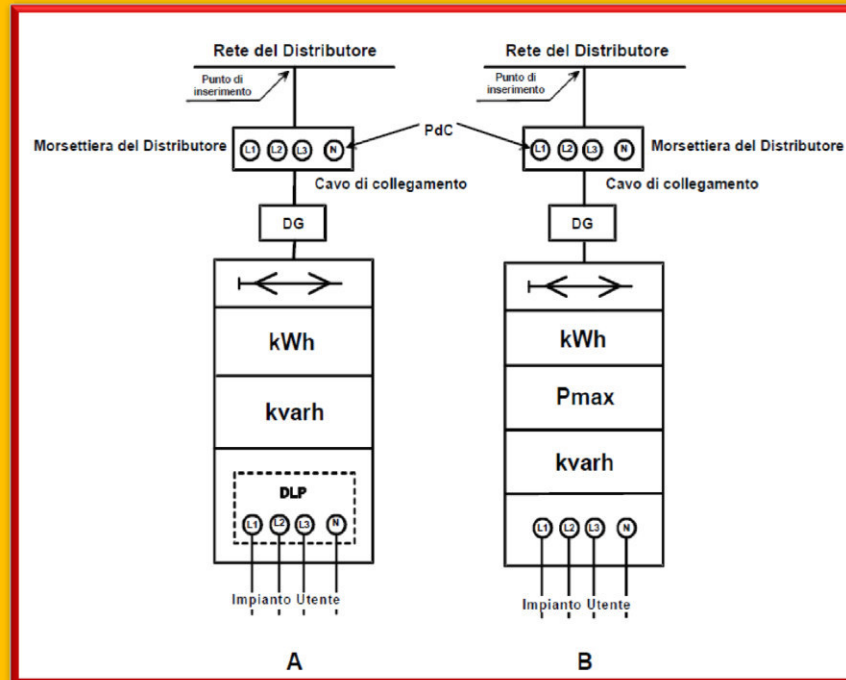 Rete del Distributore
Punto di
inserimento
Morsettiera del Distributore
L1 L2 L3 N
PdC
Cavo di collegamento
DG
kWh
kvarh
DLP
L1 L2 L3 N
Impianto Utente
A
Rete del Distributore
Punto di
inserimento
L1 L2 L3 N
Morsettiera del Distributore
Cavo di collegamento
DG
kWh
Pmax
kvarh
L1 L2 L3 N
Impianto Utente
B